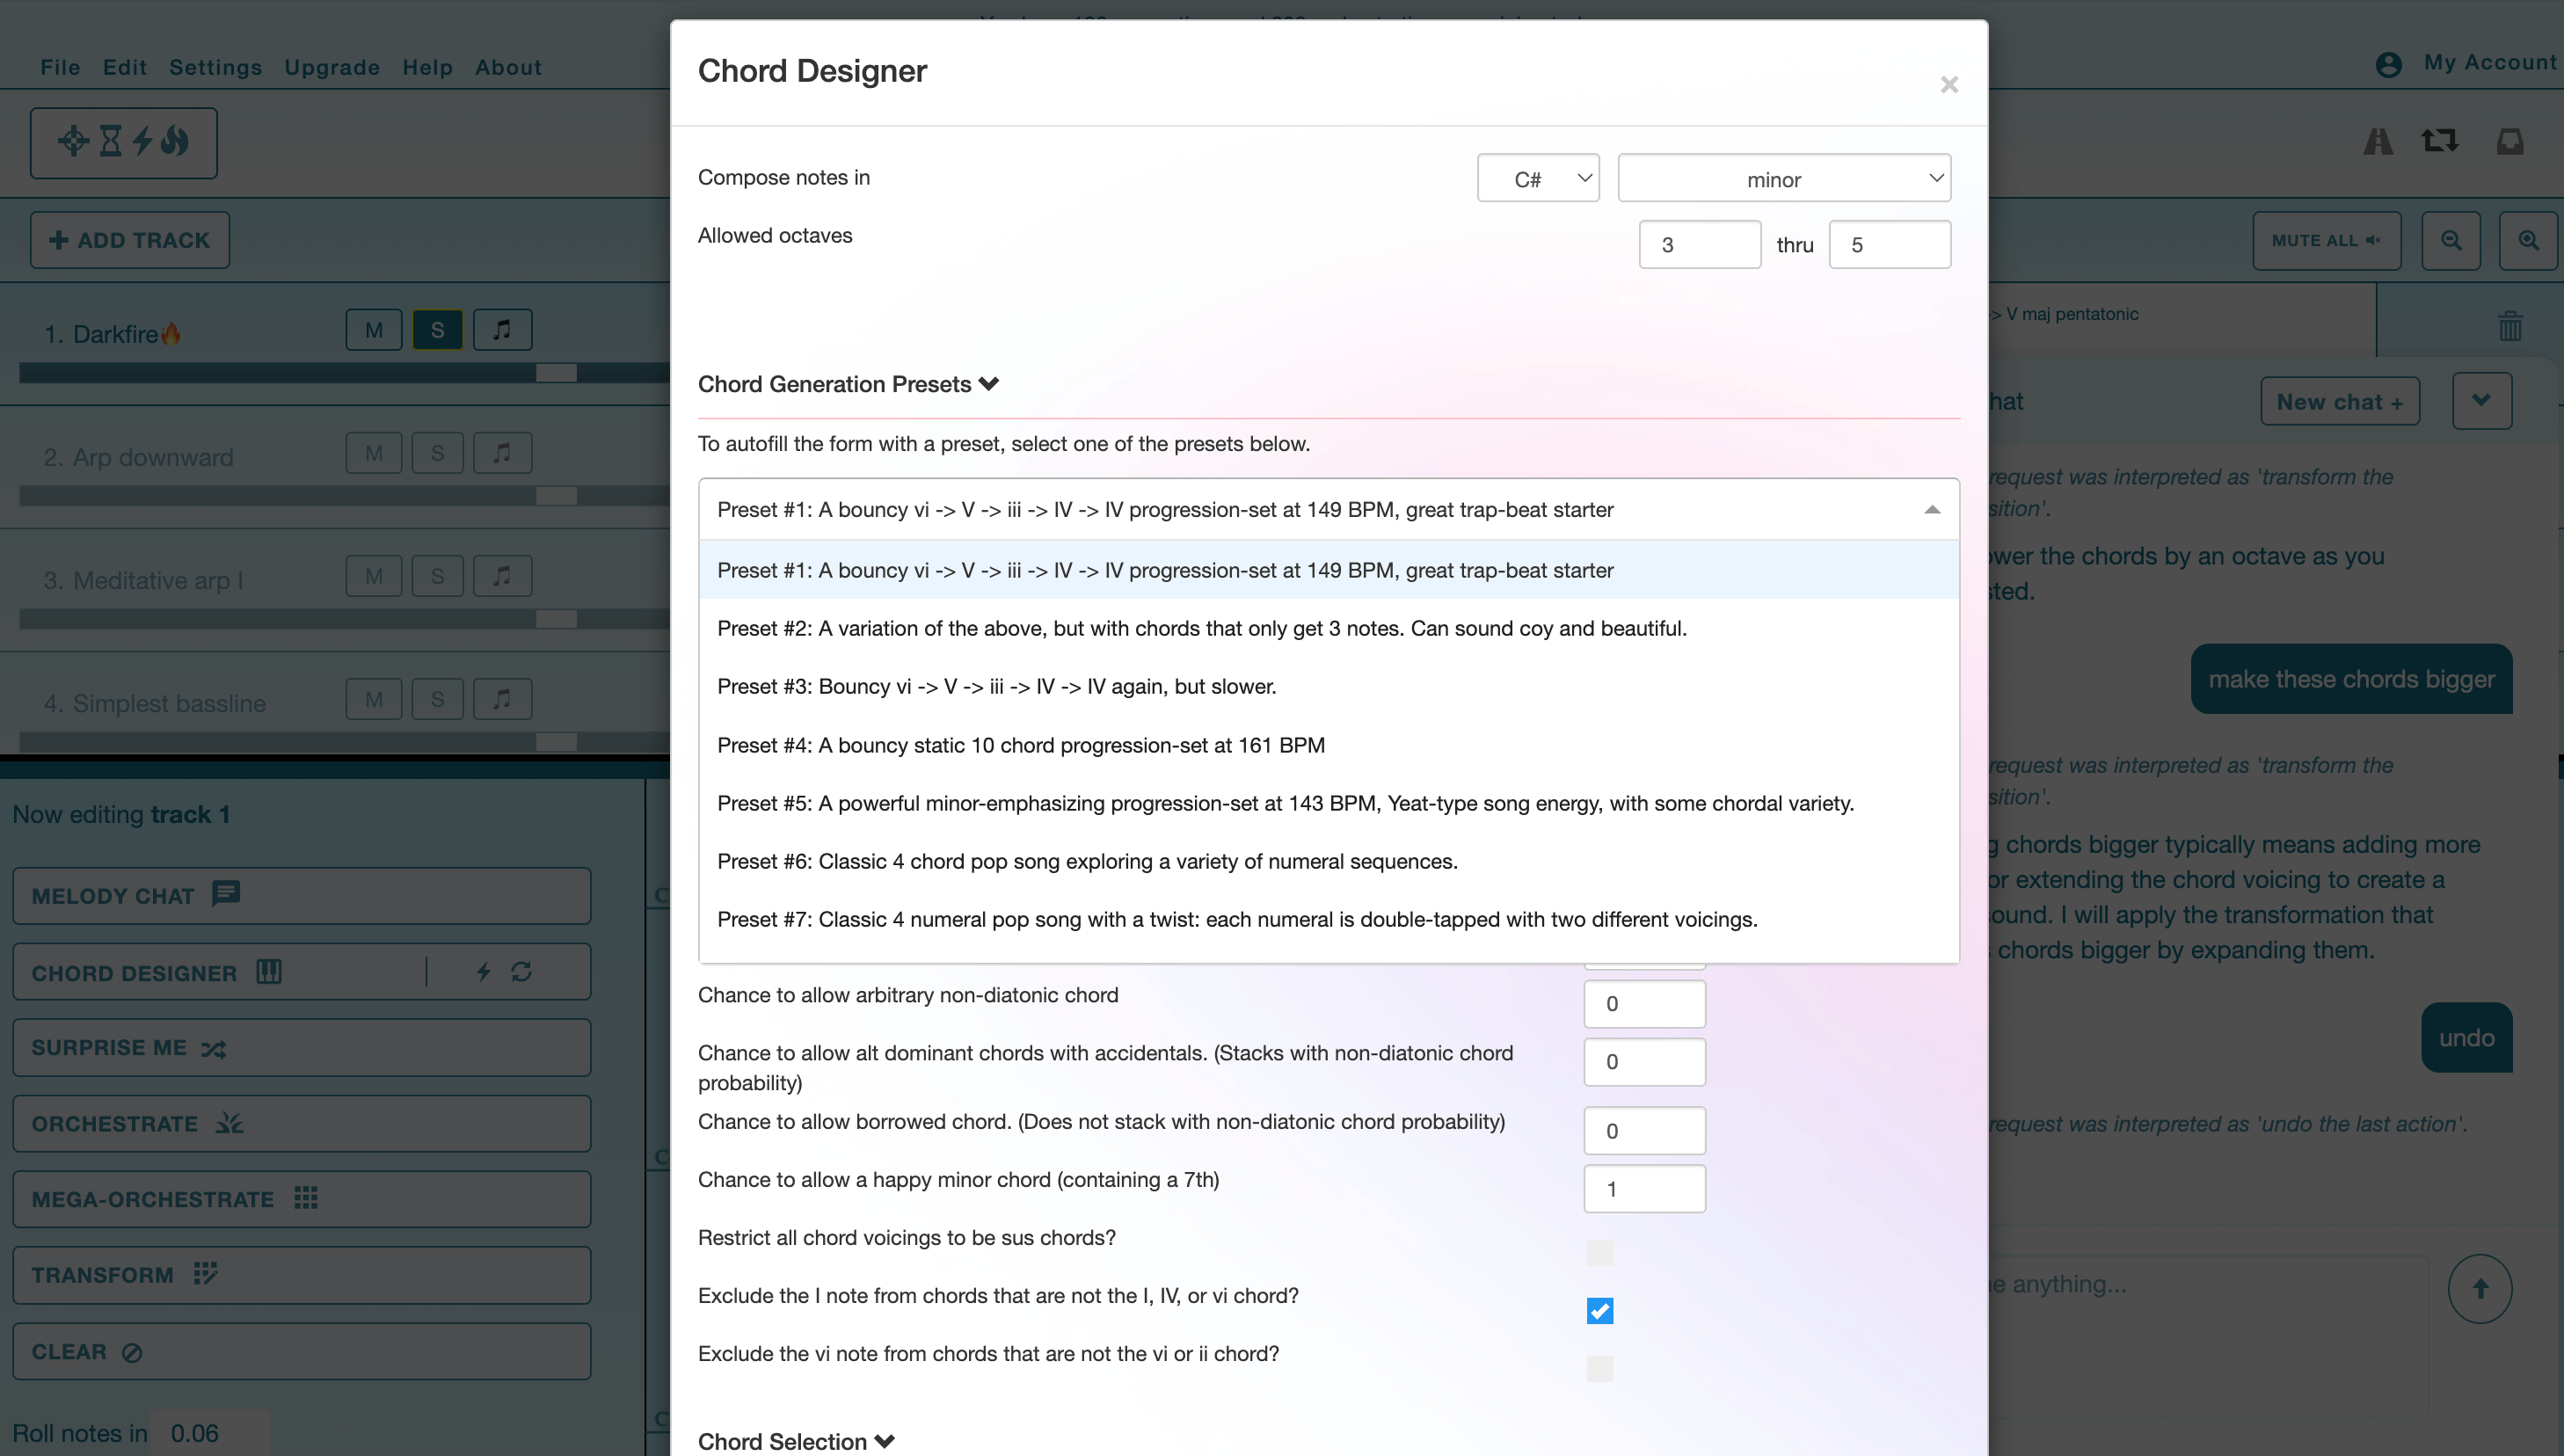 File Edit Settings Upgrade Help About
My Account
+ ADD TRACK
MUTE ALL
1. Darkfire🔥
M S
2. Arp downward
M S
3. Meditative arp I
M S
4. Simplest bassline
M S
Now editing track 1
MELODY CHAT
CHORD DESIGNER
SURPRISE ME
ORCHESTRATE
MEGA-ORCHESTRATE
TRANSFORM
CLEAR
Roll notes in 0.06
C
C
C
Chord Designer
×
Compose notes in
C# minor
Allowed octaves
3 thru 5
Chord Generation Presets
To autofill the form with a preset, select one of the presets below.
Preset #1: A bouncy vi -> V -> iii -> IV -> IV progression-set at 149 BPM, great trap-beat starter
Preset #1: A bouncy vi -> V -> iii -> IV -> IV progression-set at 149 BPM, great trap-beat starter
Preset #2: A variation of the above, but with chords that only get 3 notes. Can sound coy and beautiful.
Preset #3: Bouncy vi -> V -> iii -> IV -> IV again, but slower.
Preset #4: A bouncy static 10 chord progression-set at 161 BPM
Preset #5: A powerful minor-emphasizing progression-set at 143 BPM, Yeat-type song energy, with some chordal variety.
Preset #6: Classic 4 chord pop song exploring a variety of numeral sequences.
Preset #7: Classic 4 numeral pop song with a twist: each numeral is double-tapped with two different voicings.
Chance to allow arbitrary non-diatonic chord
0
Chance to allow alt dominant chords with accidentals. (Stacks with non-diatonic chord
probability)
0
Chance to allow borrowed chord. (Does not stack with non-diatonic chord probability)
0
Chance to allow a happy minor chord (containing a 7th)
1
Restrict all chord voicings to be sus chords?
Exclude the I note from chords that are not the I, IV, or vi chord?
Exclude the vi note from chords that are not the vi or ii chord?
Chord Selection
-> V maj pentatonic
New chat +
request was interpreted as 'transform the
the chords by an octave as you
make these chords bigger
request was interpreted as 'transform the
chords bigger typically means adding more
or extending the chord voicing to create a
I will apply the transformation that
chords bigger by expanding them.
undo
request was interpreted as 'undo the last action'.
anything...